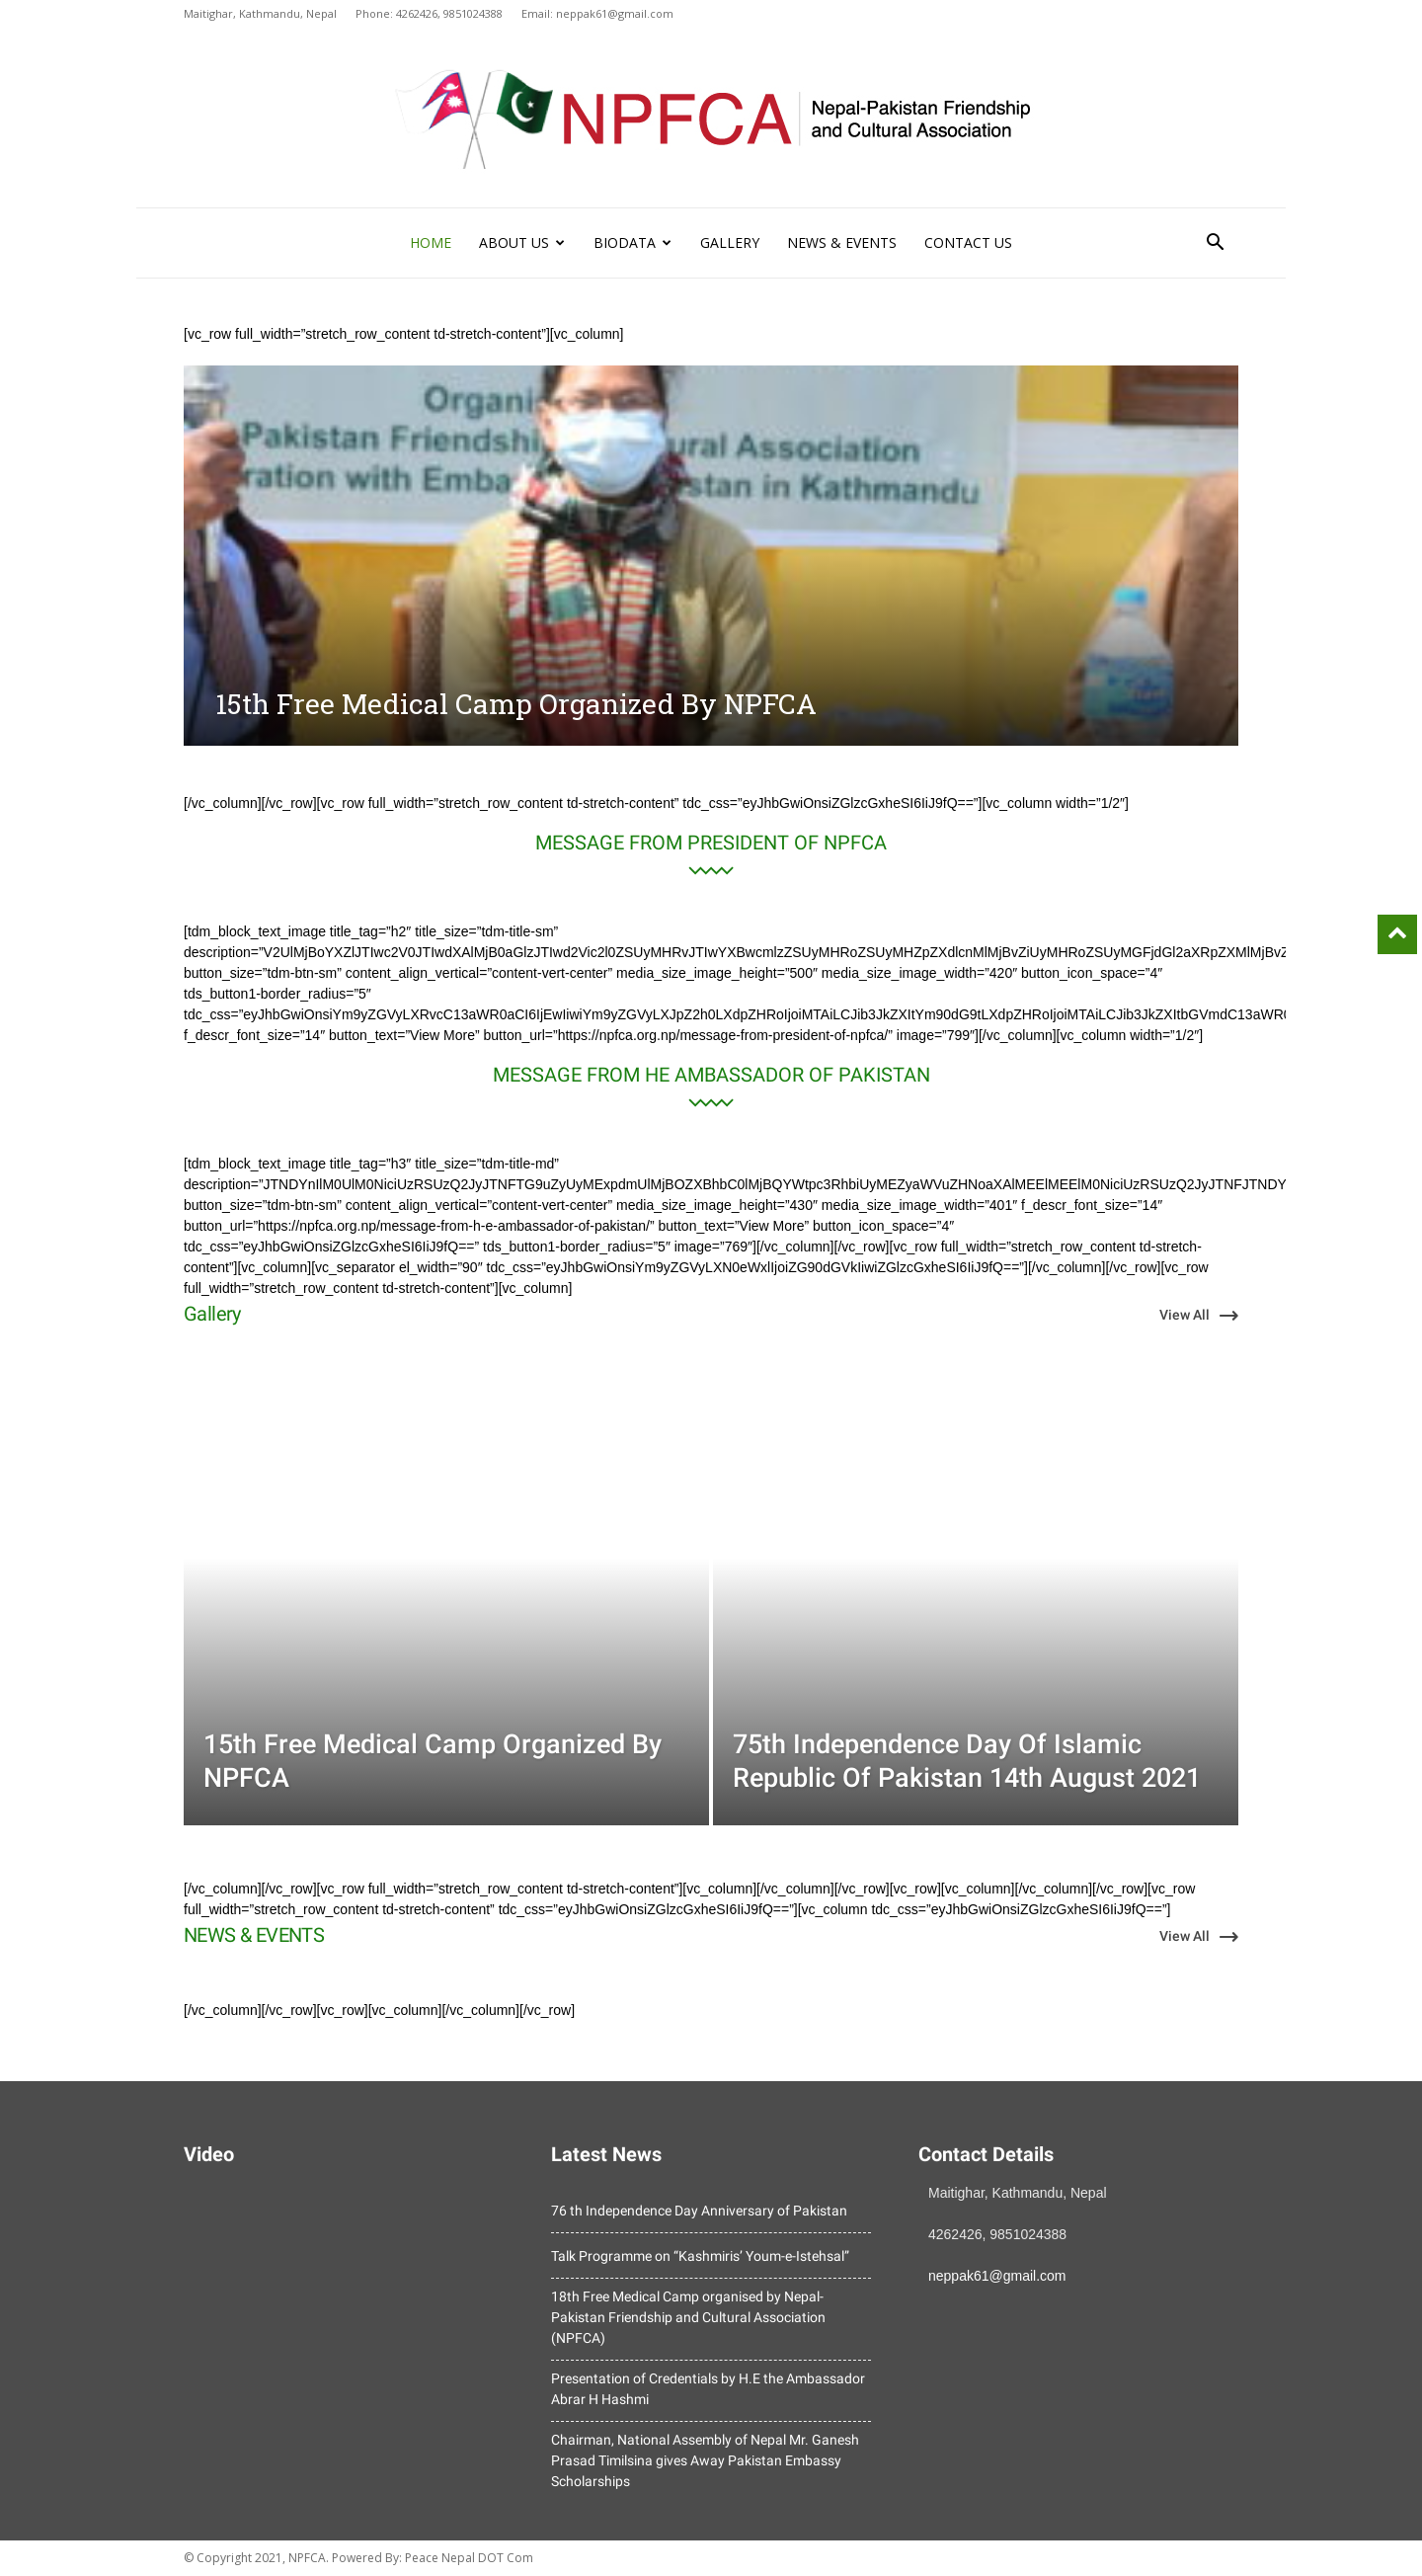 Maitighar, Kathmandu, Nepal Phone: 4262426, 9851024388 Email: neppak61@gmail.com
NPFCA
Nepal-Pakistan Friendship
and Cultural Association
HOME ABOUT US BIODATA GALLERY NEWS & EVENTS CONTACT US
[vc_row full_width=”stretch_row_content td-stretch-content”][vc_column]
Organi
Pakistan Friendship
ural Association
ration with Embassy
Pakistan in Kathmandu
15th Free Medical Camp Organized By NPFCA
[/vc_column][/vc_row][vc_row full_width=”stretch_row_content td-stretch-content” tdc_css=”eyJhbGwiOnsiZGlzcGxheSI6IiJ9fQ==”][vc_column width=”1/2″]
MESSAGE FROM PRESIDENT OF NPFCA
[tdm_block_text_image title_tag=”h2″ title_size=”tdm-title-sm”
description=”V2UlMjBoYXZlJTIwc2V0JTIwdXAlMjB0aGlzJTIwd2Vic2l0ZSUyMHRvJTIwYXBwcmlzZSUyMHRoZSUyMHZpZXdlcnMlMjBvZiUyMHRoZSUyMGFjdGl2aXRpZXMlMjBvZ
button_size=”tdm-btn-sm” content_align_vertical=”content-vert-center” media_size_image_height=”500″ media_size_image_width=”420″ button_icon_space=”4″
tds_button1-border_radius=”5″
tdc_css=”eyJhbGwiOnsiYm9yZGVyLXRvcC13aWR0aCI6IjEwIiwiYm9yZGVyLXJpZ2h0LXdpZHRoIjoiMTAiLCJib3JkZXItYm90dG9tLXdpZHRoIjoiMTAiLCJib3JkZXItbGVmdC13aWR0
f_descr_font_size=”14″ button_text=”View More” button_url=”https://npfca.org.np/message-from-president-of-npfca/” image=”799″][/vc_column][vc_column width=”1/2″]
MESSAGE FROM HE AMBASSADOR OF PAKISTAN
[tdm_block_text_image title_tag=”h3″ title_size=”tdm-title-md”
description=”JTNDYnIlM0UlM0NiciUzRSUzQ2JyJTNFTG9uZyUyMExpdmUlMjBOZXBhbC0lMjBQYWtpc3RhbiUyMEZyaWVuZHNoaXAlMEElMEElM0NiciUzRSUzQ2JyJTNFJTNDY
button_size=”tdm-btn-sm” content_align_vertical=”content-vert-center” media_size_image_height=”430″ media_size_image_width=”401″ f_descr_font_size=”14″
button_url=”https://npfca.org.np/message-from-h-e-ambassador-of-pakistan/” button_text=”View More” button_icon_space=”4″
tdc_css=”eyJhbGwiOnsiZGlzcGxheSI6IiJ9fQ==” tds_button1-border_radius=”5″ image=”769″][/vc_column][/vc_row][vc_row full_width=”stretch_row_content td-stretch-
content”][vc_column][vc_separator el_width=”90″ tdc_css=”eyJhbGwiOnsiYm9yZGVyLXN0eWxlIjoiZG90dGVkIiwiZGlzcGxheSI6IiJ9fQ==”][/vc_column][/vc_row][vc_row
full_width=”stretch_row_content td-stretch-content”][vc_column]
Gallery View All
15th Free Medical Camp Organized By
NPFCA
75th Independence Day Of Islamic
Republic Of Pakistan 14th August 2021
[/vc_column][/vc_row][vc_row full_width=”stretch_row_content td-stretch-content”][vc_column][/vc_column][/vc_row][vc_row][vc_column][/vc_column][/vc_row][vc_row
full_width=”stretch_row_content td-stretch-content” tdc_css=”eyJhbGwiOnsiZGlzcGxheSI6IiJ9fQ==”][vc_column tdc_css=”eyJhbGwiOnsiZGlzcGxheSI6IiJ9fQ==”]
NEWS & EVENTS View All
[/vc_column][/vc_row][vc_row][vc_column][/vc_column][/vc_row]
Video
Latest News
76 th Independence Day Anniversary of Pakistan
Talk Programme on “Kashmiris’ Youm-e-Istehsal”
18th Free Medical Camp organised by Nepal-
Pakistan Friendship and Cultural Association
(NPFCA)
Presentation of Credentials by H.E the Ambassador
Abrar H Hashmi
Chairman, National Assembly of Nepal Mr. Ganesh
Prasad Timilsina gives Away Pakistan Embassy
Scholarships
Contact Details
Maitighar, Kathmandu, Nepal
4262426, 9851024388
neppak61@gmail.com
© Copyright 2021, NPFCA. Powered By: Peace Nepal DOT Com